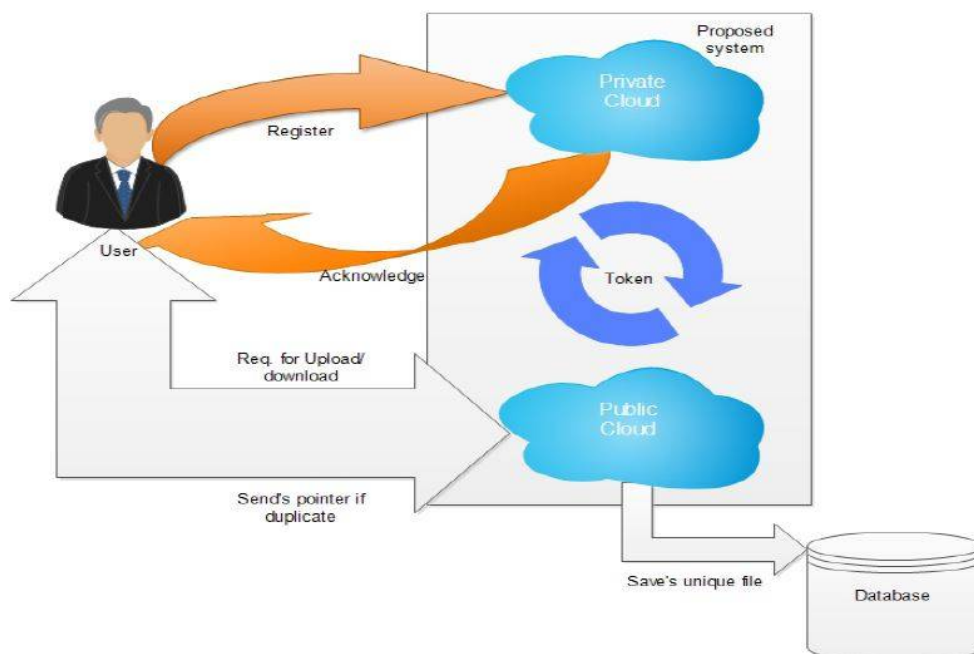 Proposed
system
Private
Cloud
Register
User
Acknowledge
Token
Req. for Upload/
download
Public
Cloud
Send's pointer if
duplicate
Save's unique file
Database